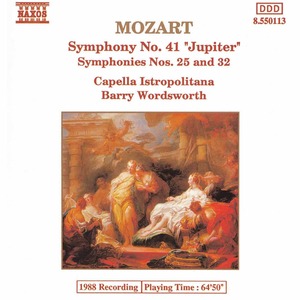 NAXOS
DDD
8.550113
MOZART
Symphony No. 41 "Jupiter"
Symphonies Nos. 25 and 32
Capella Istropolitana
Barry Wordsworth
1988 Recording
Playing Time : 64'50"